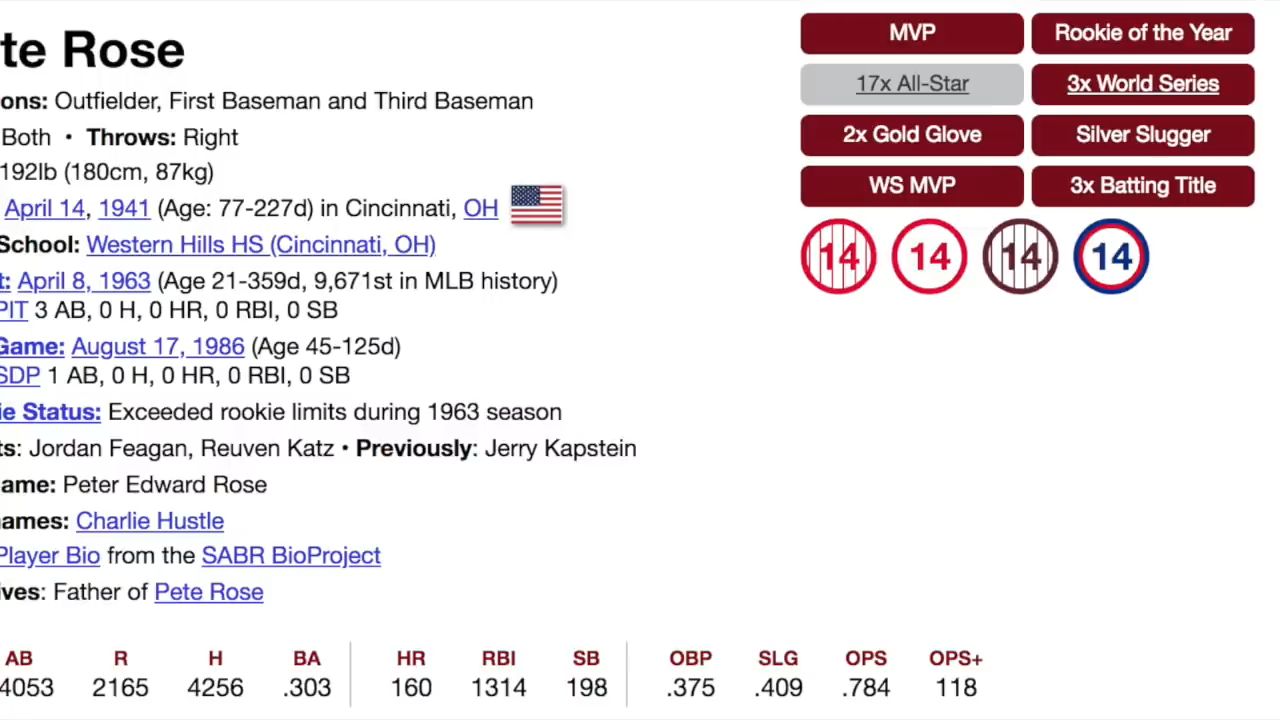 te Rose
ons: Outfielder, First Baseman and Third Baseman
Both • Throws: Right
192lb (180cm, 87kg)
April 14, 1941 (Age: 77-227d) in Cincinnati, OH
School: Western Hills HS (Cincinnati, OH)
t: April 8, 1963 (Age 21-359d, 9,671st in MLB history)
PIT 3 AB, 0 H, 0 HR, 0 RBI, 0 SB
Game: August 17, 1986 (Age 45-125d)
SDP 1 AB, 0 H, 0 HR, 0 RBI, 0 SB
ie Status: Exceeded rookie limits during 1963 season
ts: Jordan Feagan, Reuven Katz • Previously: Jerry Kapstein
ame: Peter Edward Rose
ames: Charlie Hustle
Player Bio from the SABR BioProject
ives: Father of Pete Rose
MVP Rookie of the Year
17x All-Star 3x World Series
2x Gold Glove Silver Slugger
WS MVP 3x Batting Title
14 14 14 14
AB R H BA HR RBI SB OBP SLG OPS OPS+
4053 2165 4256 .303 160 1314 198 .375 .409 .784 118